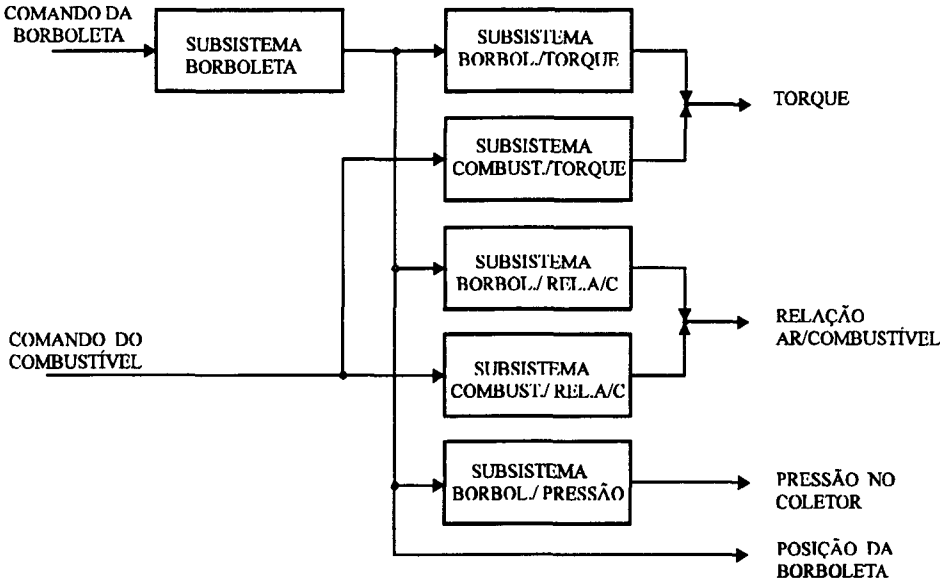 COMANDO DA
BORBOLETA
SUBSISTEMA
BORBOLETA
SUBSISTEMA
BORBOL./TORQUE
TORQUE
SUBSISTEMA
COMBUST./TORQUE
SUBSISTEMA
BORBOL./ REL.A/C
RELAÇÃO
AR/COMBUSTÍVEL
COMANDO DO
COMBUSTÍVEL
SUBSISTEMA
COMBUST./ REL.A/C
SUBSISTEMA
BORBOL./ PRESSÃO
PRESSÃO NO
COLETOR
POSIÇÃO DA
BORBOLETA